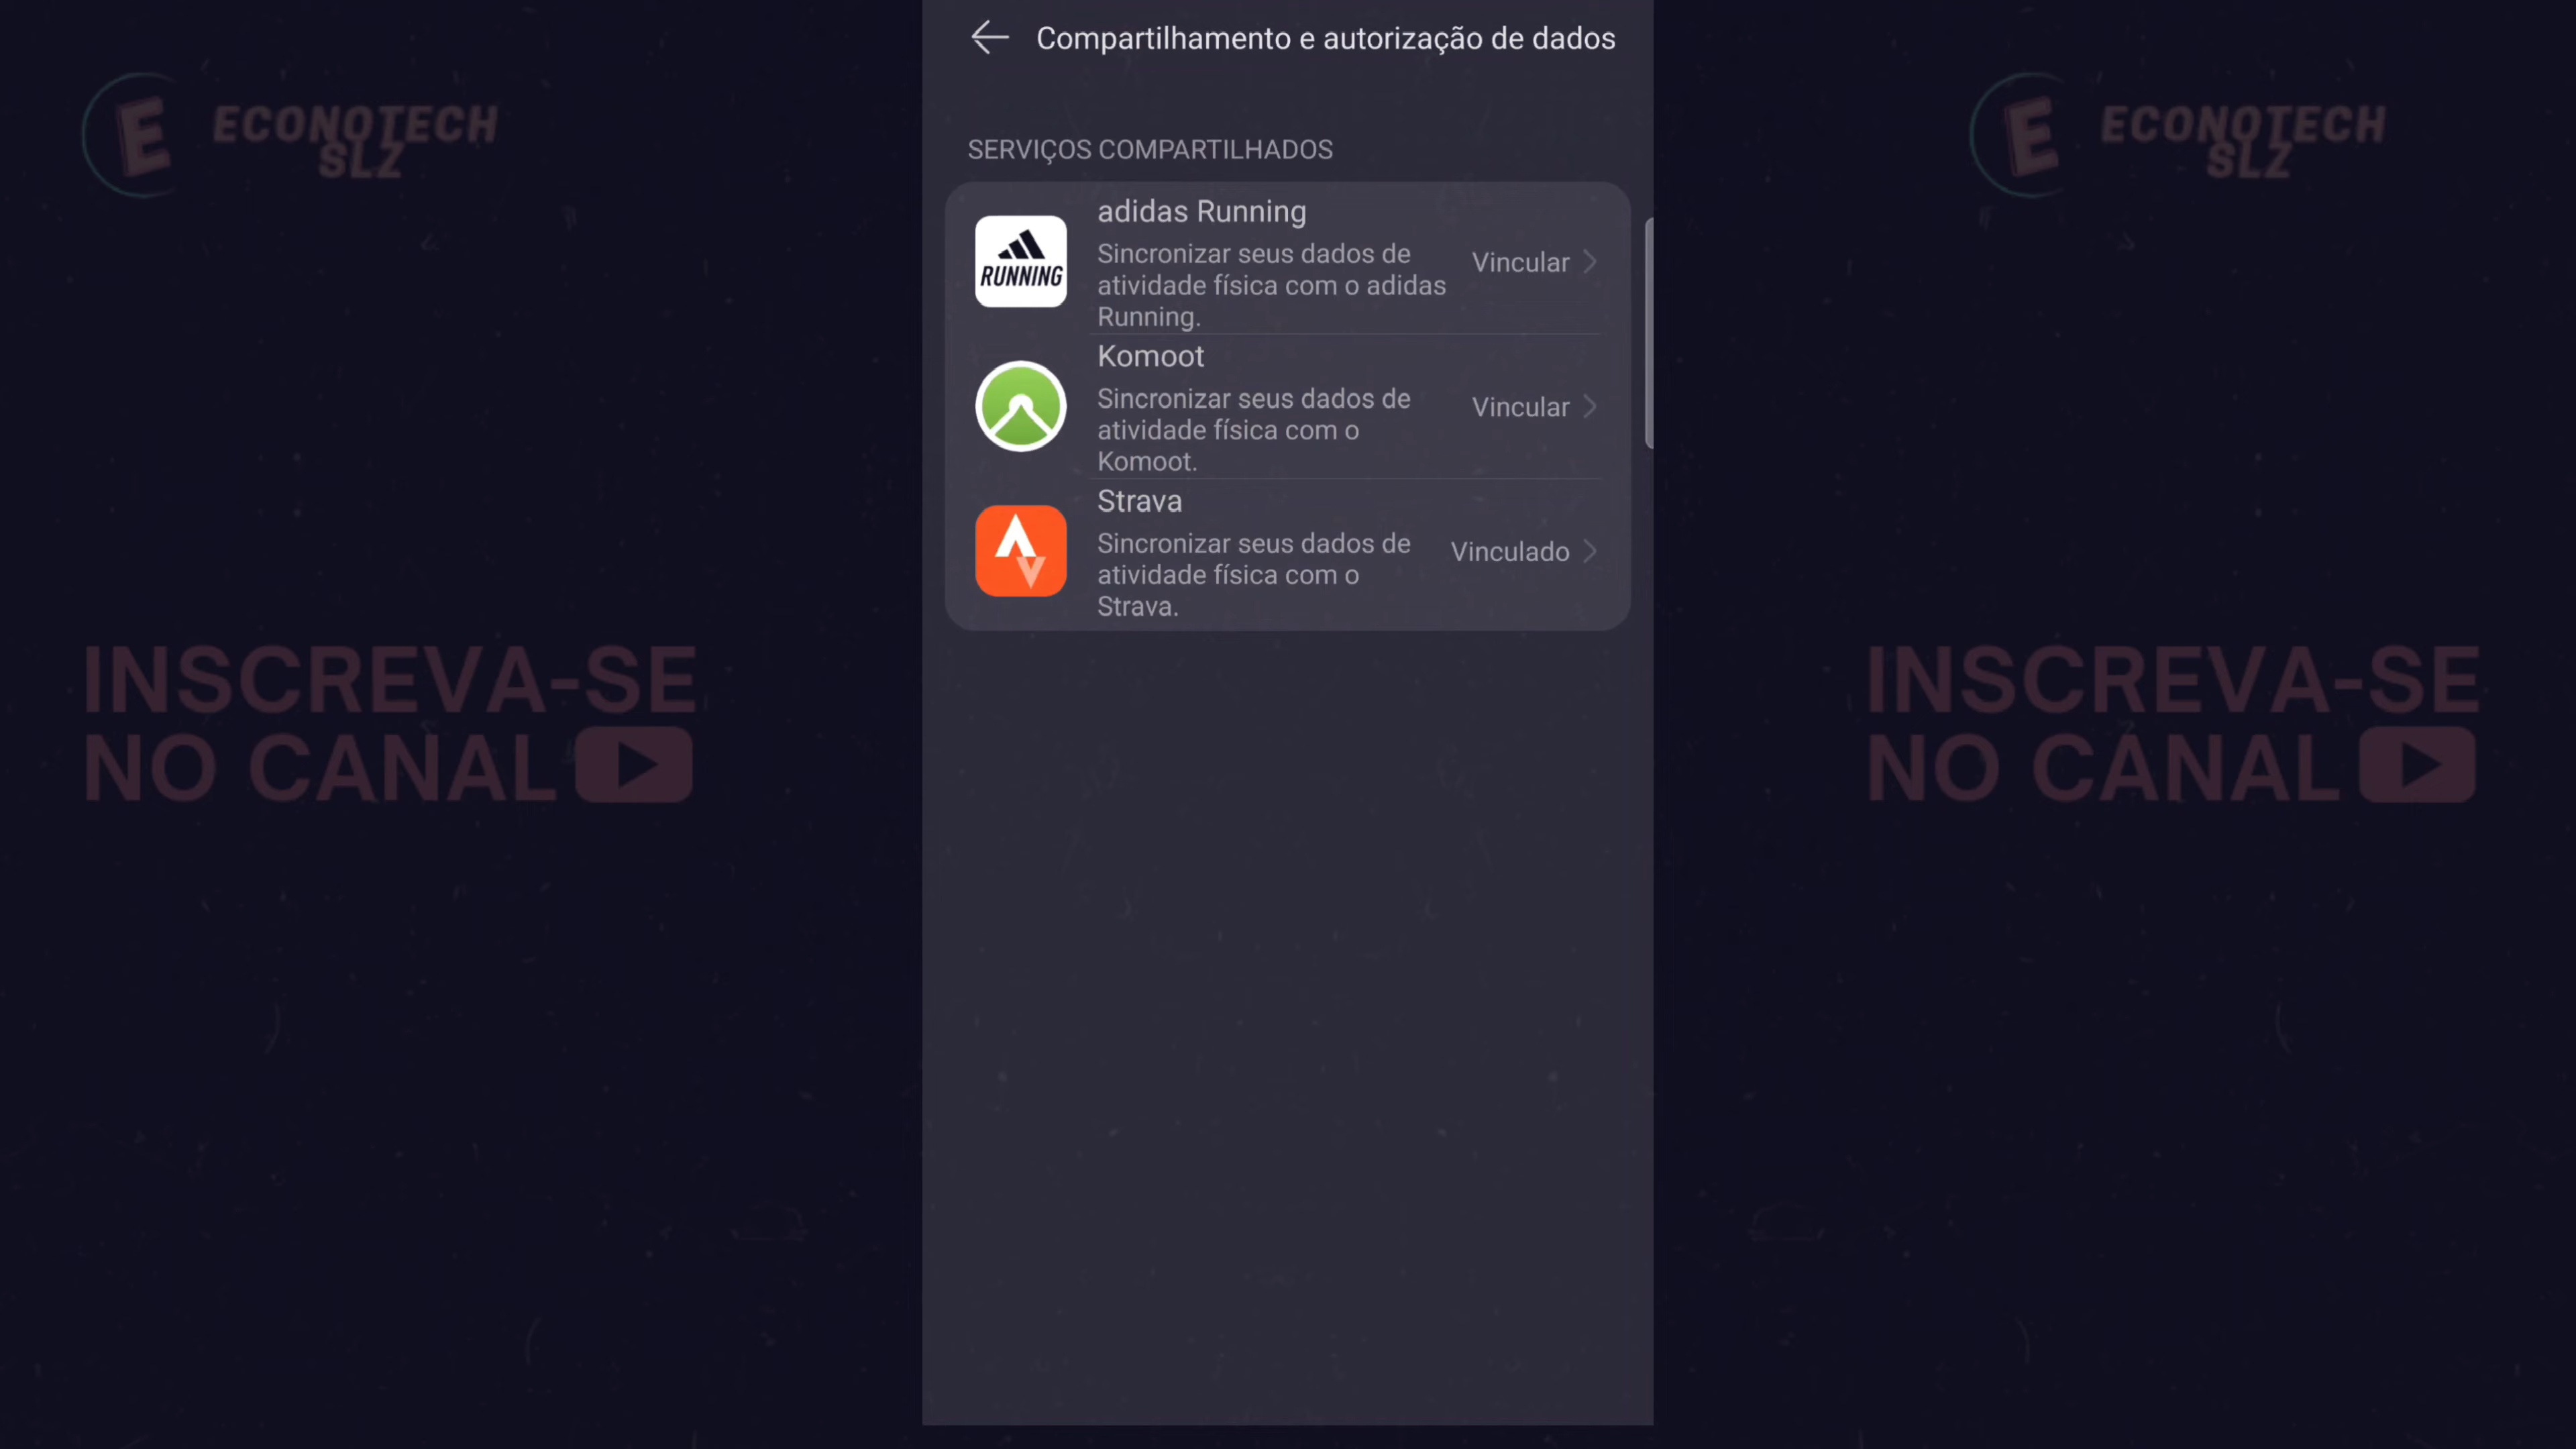 Compartilhamento e autorização de dados
ECONOTECH
SLZ
E
ECONOTECH
SLZ
E
SERVIÇOS COMPARTILHADOS
adidas Running
Sincronizar seus dados de
atividade física com o adidas
Running.
Vincular
RUNNING
Komoot
Sincronizar seus dados de
atividade física com o
Komoot.
Vincular
Strava
Sincronizar seus dados de
atividade física com o
Strava.
Vinculado
INSCREVA-SE
NO CANAL
INSCREVA-SE
NO CANAL